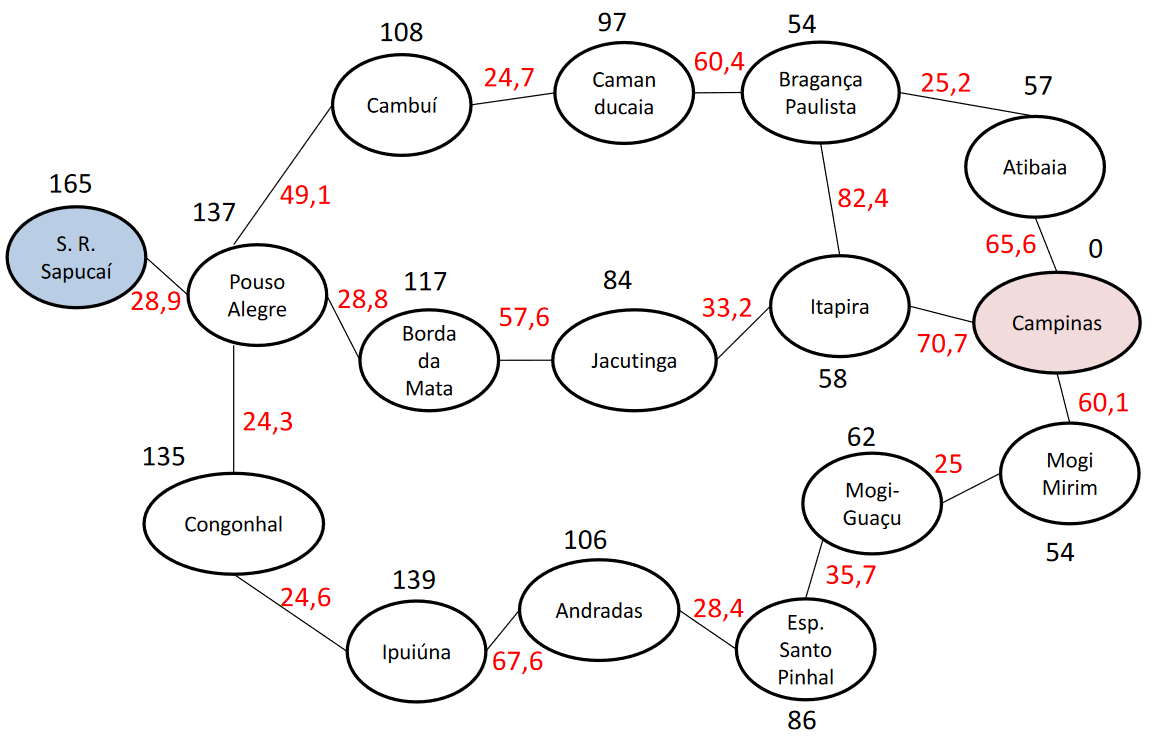 108
Cambuí
24,7
97
Caman
ducaia
60,4
54
Bragança
Paulista
25,2
57
Atibaia
65,6
165
S. R.
Sapucaí
28,9
137
Pouso
Alegre
49,1
28,8
117
Borda
da
Mata
57,6
84
Jacutinga
33,2
82,4
Itapira
58
70,7
0
Campinas
60,1
24,3
135
Congonhal
24,6
139
Ipuiúna
67,6
106
Andradas
28,4
Esp.
Santo
Pinhal
86
35,7
62
Mogi-
Guaçu
25
Mogi
Mirim
54